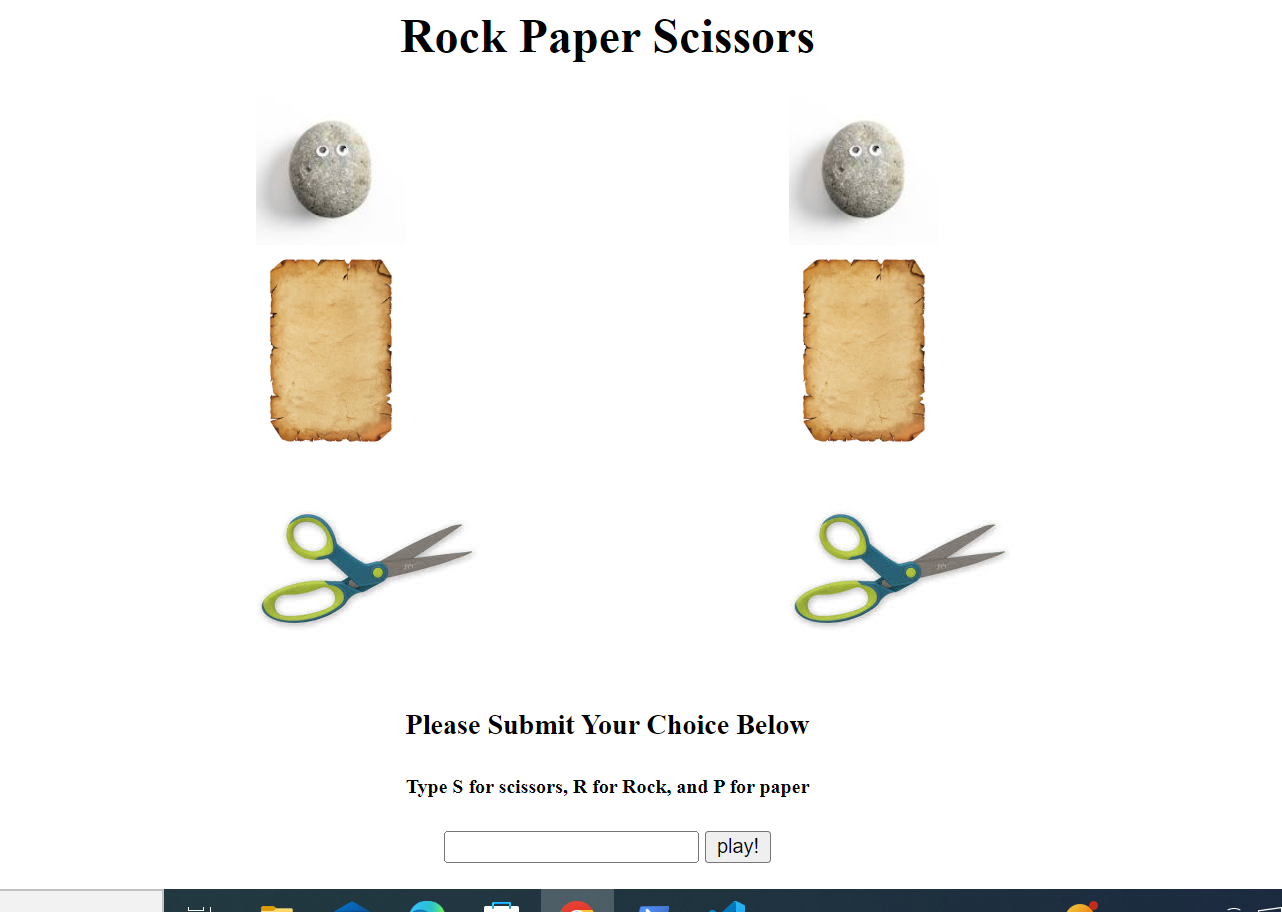 Rock Paper Scissors
Please Submit Your Choice Below
Type S for scissors, R for Rock, and P for paper
play!